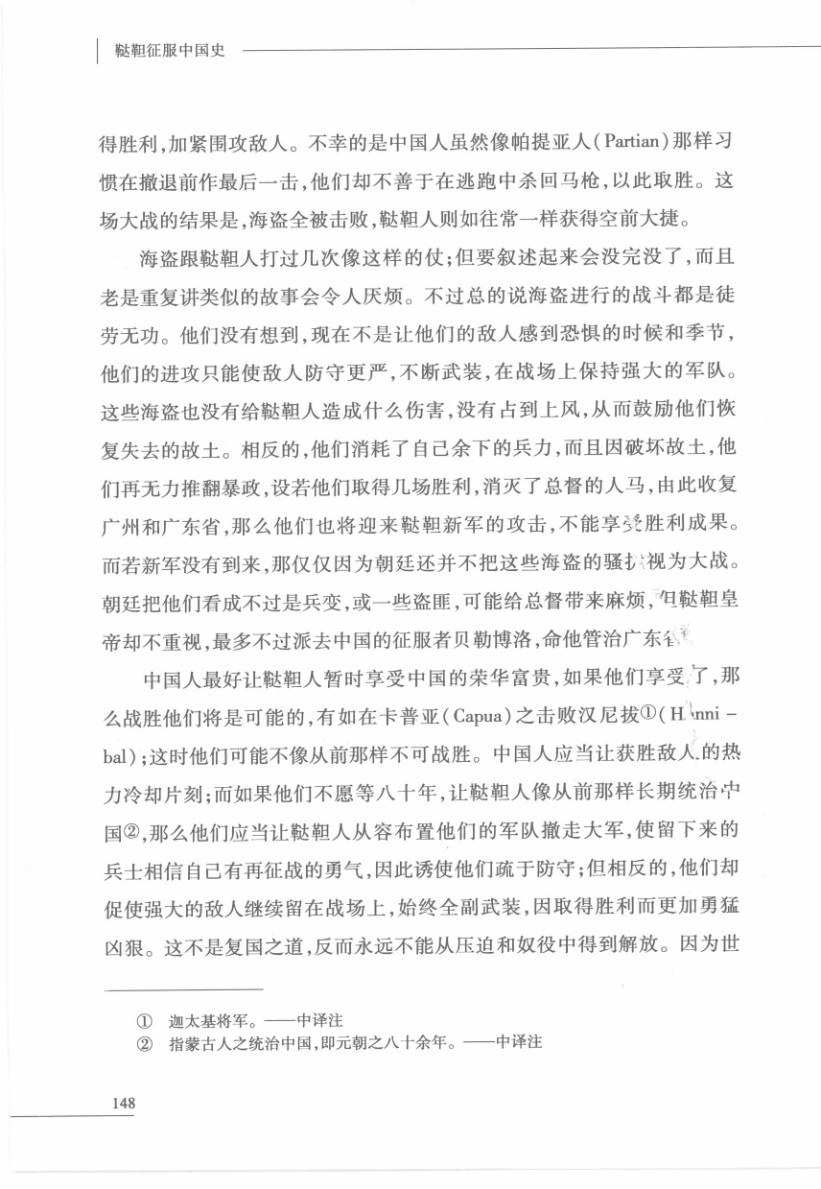 鞑靼征服中国史
得胜利,加紧围攻敌人。不幸的是中国人虽然像帕提亚人(Partian)那样习
惯在撤退前作最后一击,他们却不善于在逃跑中杀回马枪,以此取胜。这
场大战的结果是,海盗全被击败,鞑靼人则如往常一样获得空前大捷。
海盗跟鞑靼人打过几次像这样的仗;但要叙述起来会没完没了,而且
老是重复讲类似的故事会令人厌烦。不过总的说海盗进行的战斗都是徒
劳无功。他们没有想到,现在不是让他们的敌人感到恐惧的时候和季节,
他们的进攻只能使敌人防守更严,不断武装,在战场上保持强大的军队。
这些海盗也没有给鞑靼人造成什么伤害,没有占到上风,从而鼓励他们恢
复失去的故土。相反的,他们消耗了自己余下的兵力,而且因破坏故土,他
们再无力推翻暴政,设若他们取得几场胜利,消灭了总督的人马,由此收复
广州和广东省,那么他们也将迎来鞑靼新军的攻击,不能享受胜利成果。
而若新军没有到来,那仅仅因为朝廷还并不把这些海盗的骚扰视为大战。
朝廷把他们看成不过是兵变,或一些盗匪,可能给总督带来麻烦,但鞑靼皇
帝却不重视,最多不过派去中国的征服者贝勒博洛,命他管治广东省
中国人最好让鞑靼人暂时享受中国的荣华富贵,如果他们享受了,那
么战胜他们将是可能的,有如在卡普亚(Capua)之击败汉尼拔①(Hanni-
bal);这时他们可能不像从前那样不可战胜。中国人应当让获胜敌人的热
力冷却片刻;而如果他们不愿等八十年,让鞑靼人像从前那样长期统治中
国②,那么他们应当让鞑靼人从容布置他们的军队撤走大军,使留下来的
兵士相信自己有再征战的勇气,因此诱使他们疏于防守;但相反的,他们却
促使强大的敌人继续留在战场上,始终全副武装,因取得胜利而更加勇猛
凶狠。这不是复国之道,反而永远不能从压迫和奴役中得到解放。因为世
① 迦太基将军。——中译注
② 指蒙古人之统治中国,即元朝之八十余年。——中译注
148